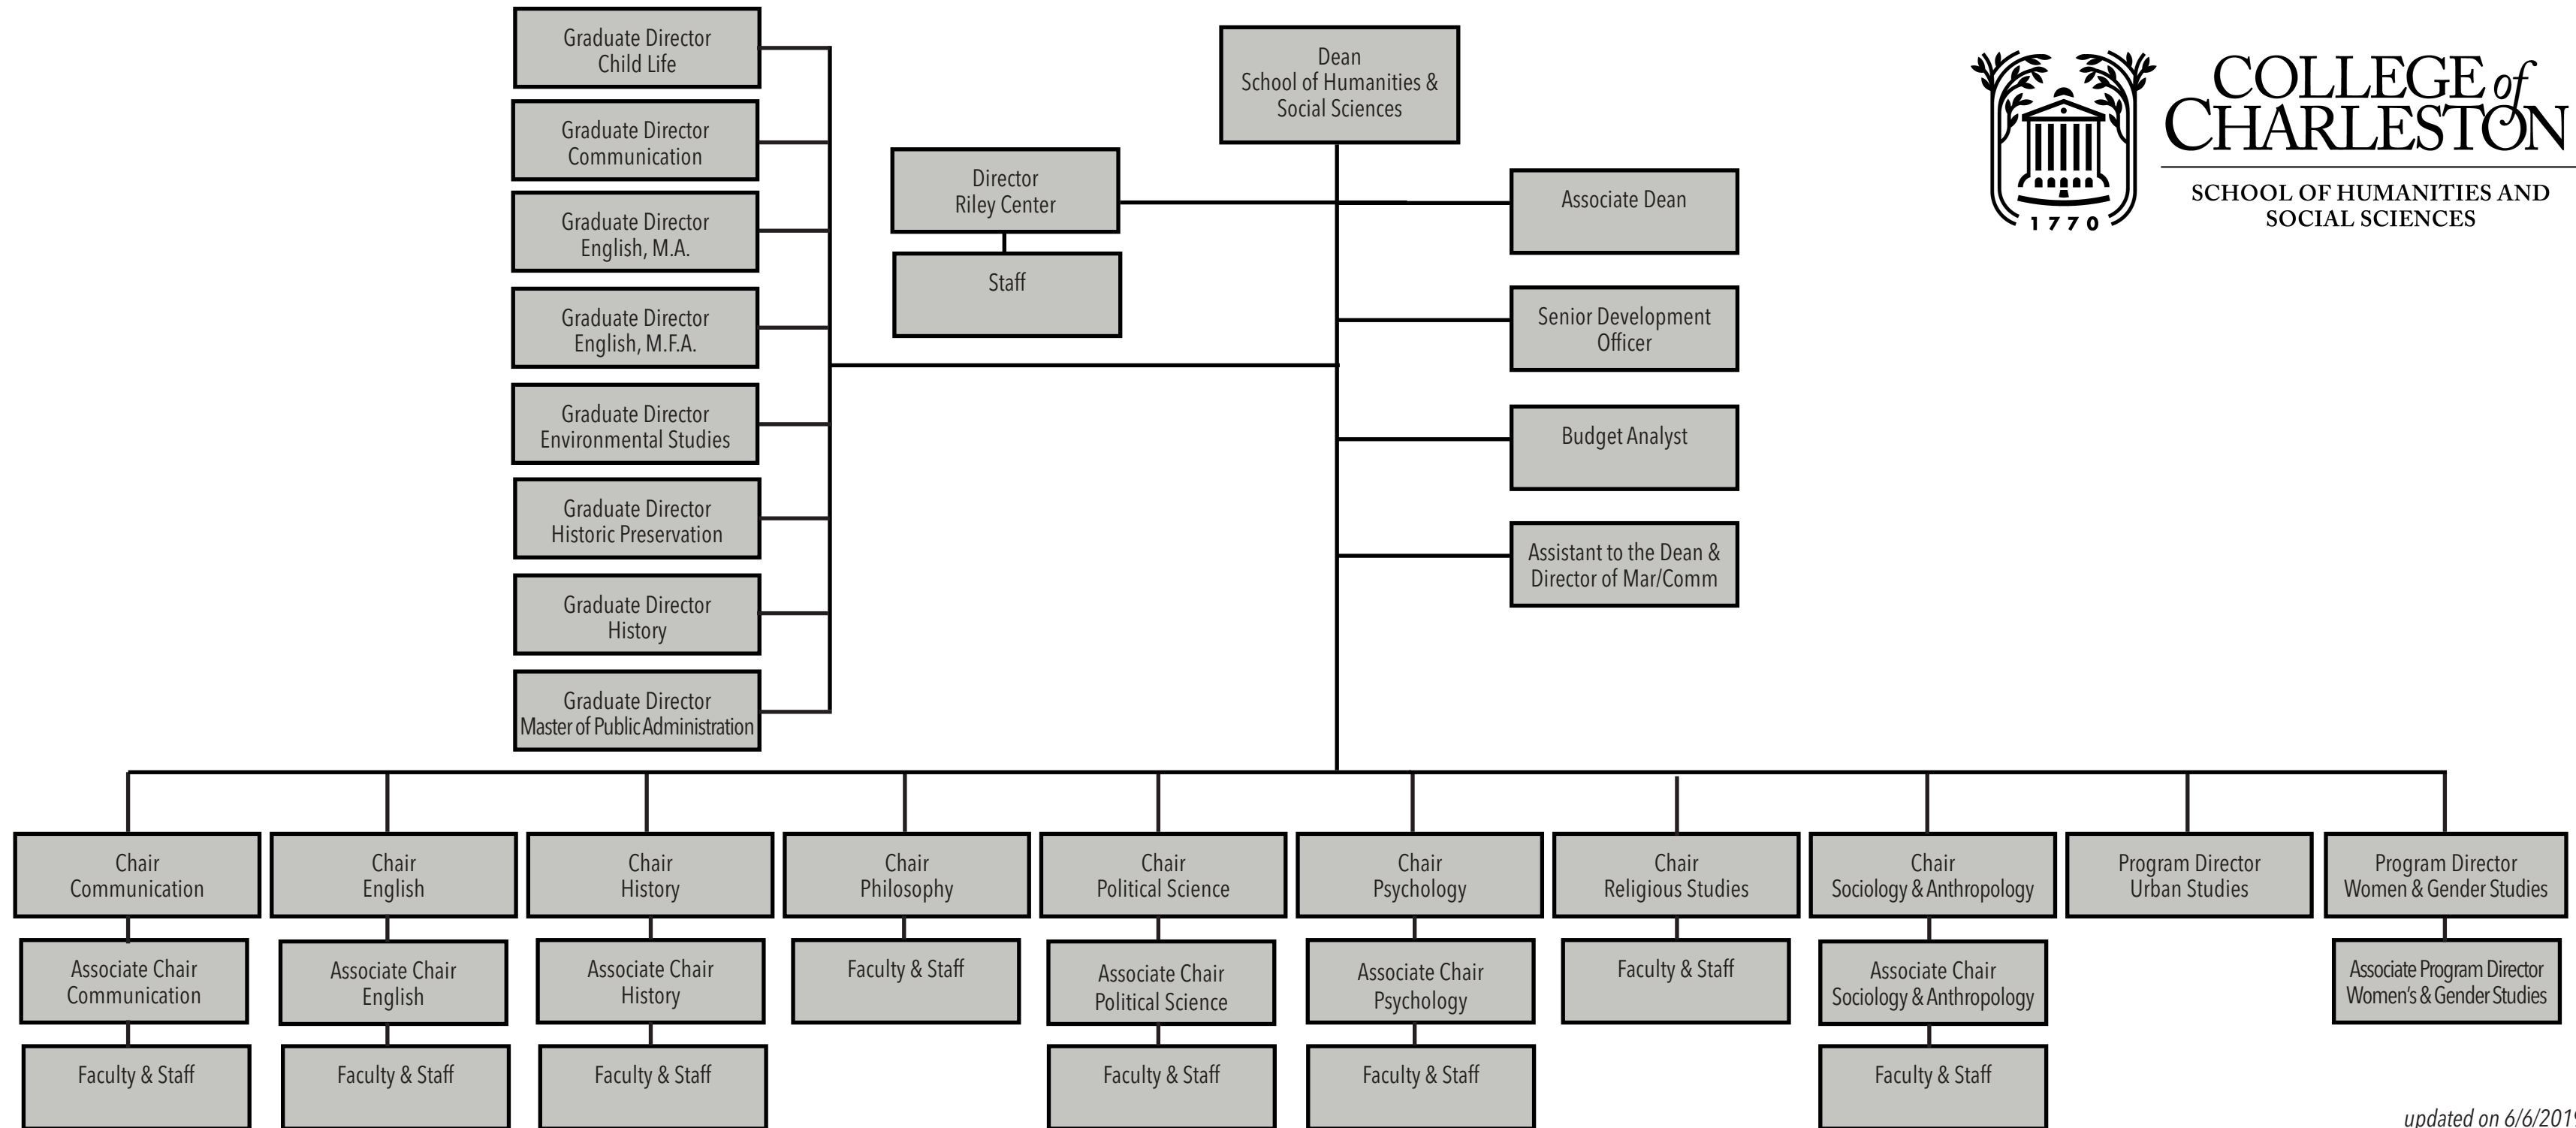 Graduate Director
Child Life
Graduate Director
Communication
Graduate Director
English, M.A.
Graduate Director
English, M.F.A.
Graduate Director
Environmental Studies
Graduate Director
Historic Preservation
Graduate Director
History
Graduate Director
Master of Public Administration
Dean
School of Humanities &
Social Sciences
Director
Riley Center
Staff
Associate Dean
Senior Development
Officer
Budget Analyst
Assistant to the Dean &
Director of Mar/Comm
COLLEGE of
CHARLESTON
SCHOOL OF HUMANITIES AND
SOCIAL SCIENCES
1770
Chair
Communication
Chair
English
Chair
History
Chair
Philosophy
Chair
Political Science
Chair
Psychology
Chair
Religious Studies
Chair
Sociology & Anthropology
Program Director
Urban Studies
Program Director
Women & Gender Studies
Associate Chair
Communication
Associate Chair
English
Associate Chair
History
Faculty & Staff
Associate Chair
Political Science
Associate Chair
Psychology
Faculty & Staff
Associate Chair
Sociology & Anthropology
Associate Program Director
Women's & Gender Studies
Faculty & Staff
Faculty & Staff
Faculty & Staff
Faculty & Staff
Faculty & Staff
Faculty & Staff
updated on 6/6/2019